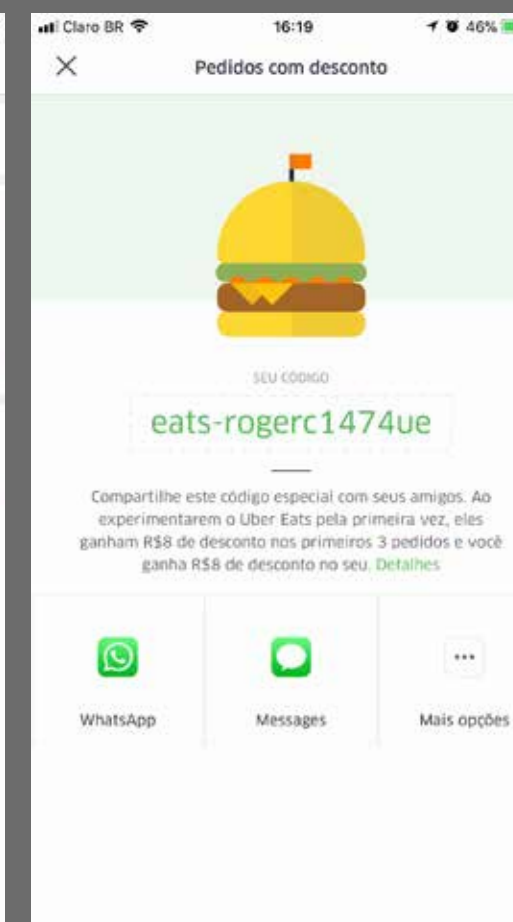 Claro BR 16:19 46%
Pedidos com desconto
SEU CÓDIGO
eats-rogerc1474ue
Compartilhe este código especial com seus amigos. Ao
experimentarem o Uber Eats pela primeira vez, eles
ganham R$8 de desconto nos primeiros 3 pedidos e você
ganha R$8 de desconto no seu. Detalhes
WhatsApp Messages Mais opções